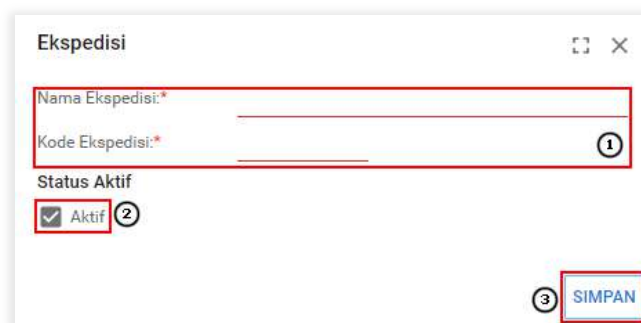 Ekspedisi
Nama Ekspedisi:*
Kode Ekspedisi:*
1
Status Aktif
Aktif 2
3 SIMPAN